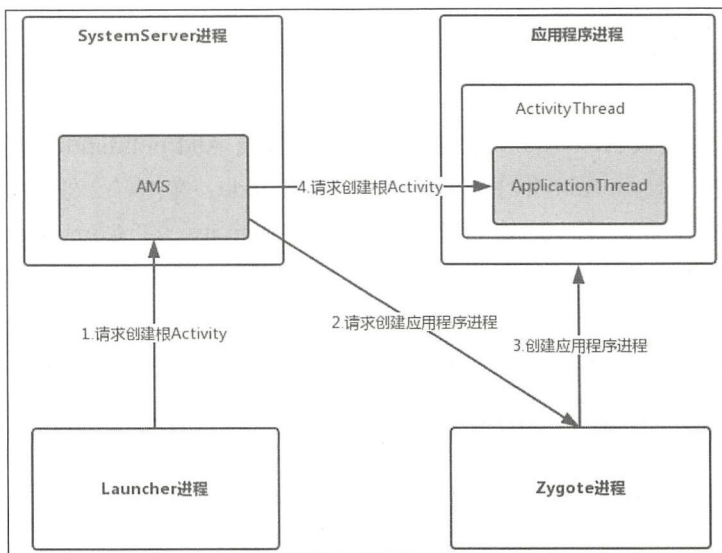 SystemServer进程
应用程序进程
ActivityThread
AMS
4.请求创建根Activity
ApplicationThread
1.请求创建根Activity
2.请求创建应用程序进程
3.创建应用程序进程
Launcher进程
Zygote进程